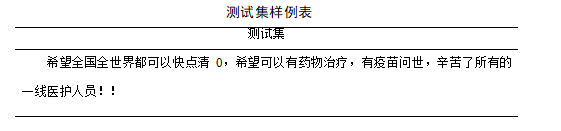 测试集样例表
测试集
希望全国全世界都可以快点清 0，希望可以有药物治疗，有疫苗问世，辛苦了所有的
一线医护人员！！